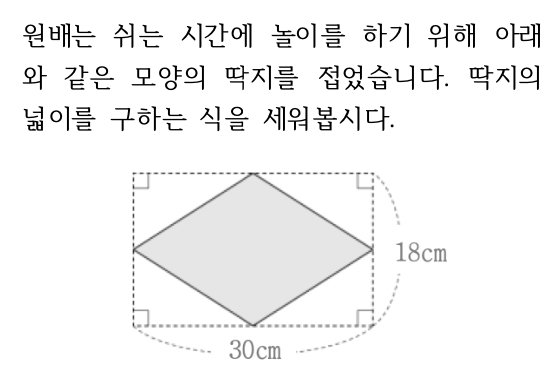 원배는 쉬는 시간에 놀이를 하기 위해 아래
와 같은 모양의 딱지를 접었습니다. 딱지의
넓이를 구하는 식을 세워봅시다.
18cm
30cm